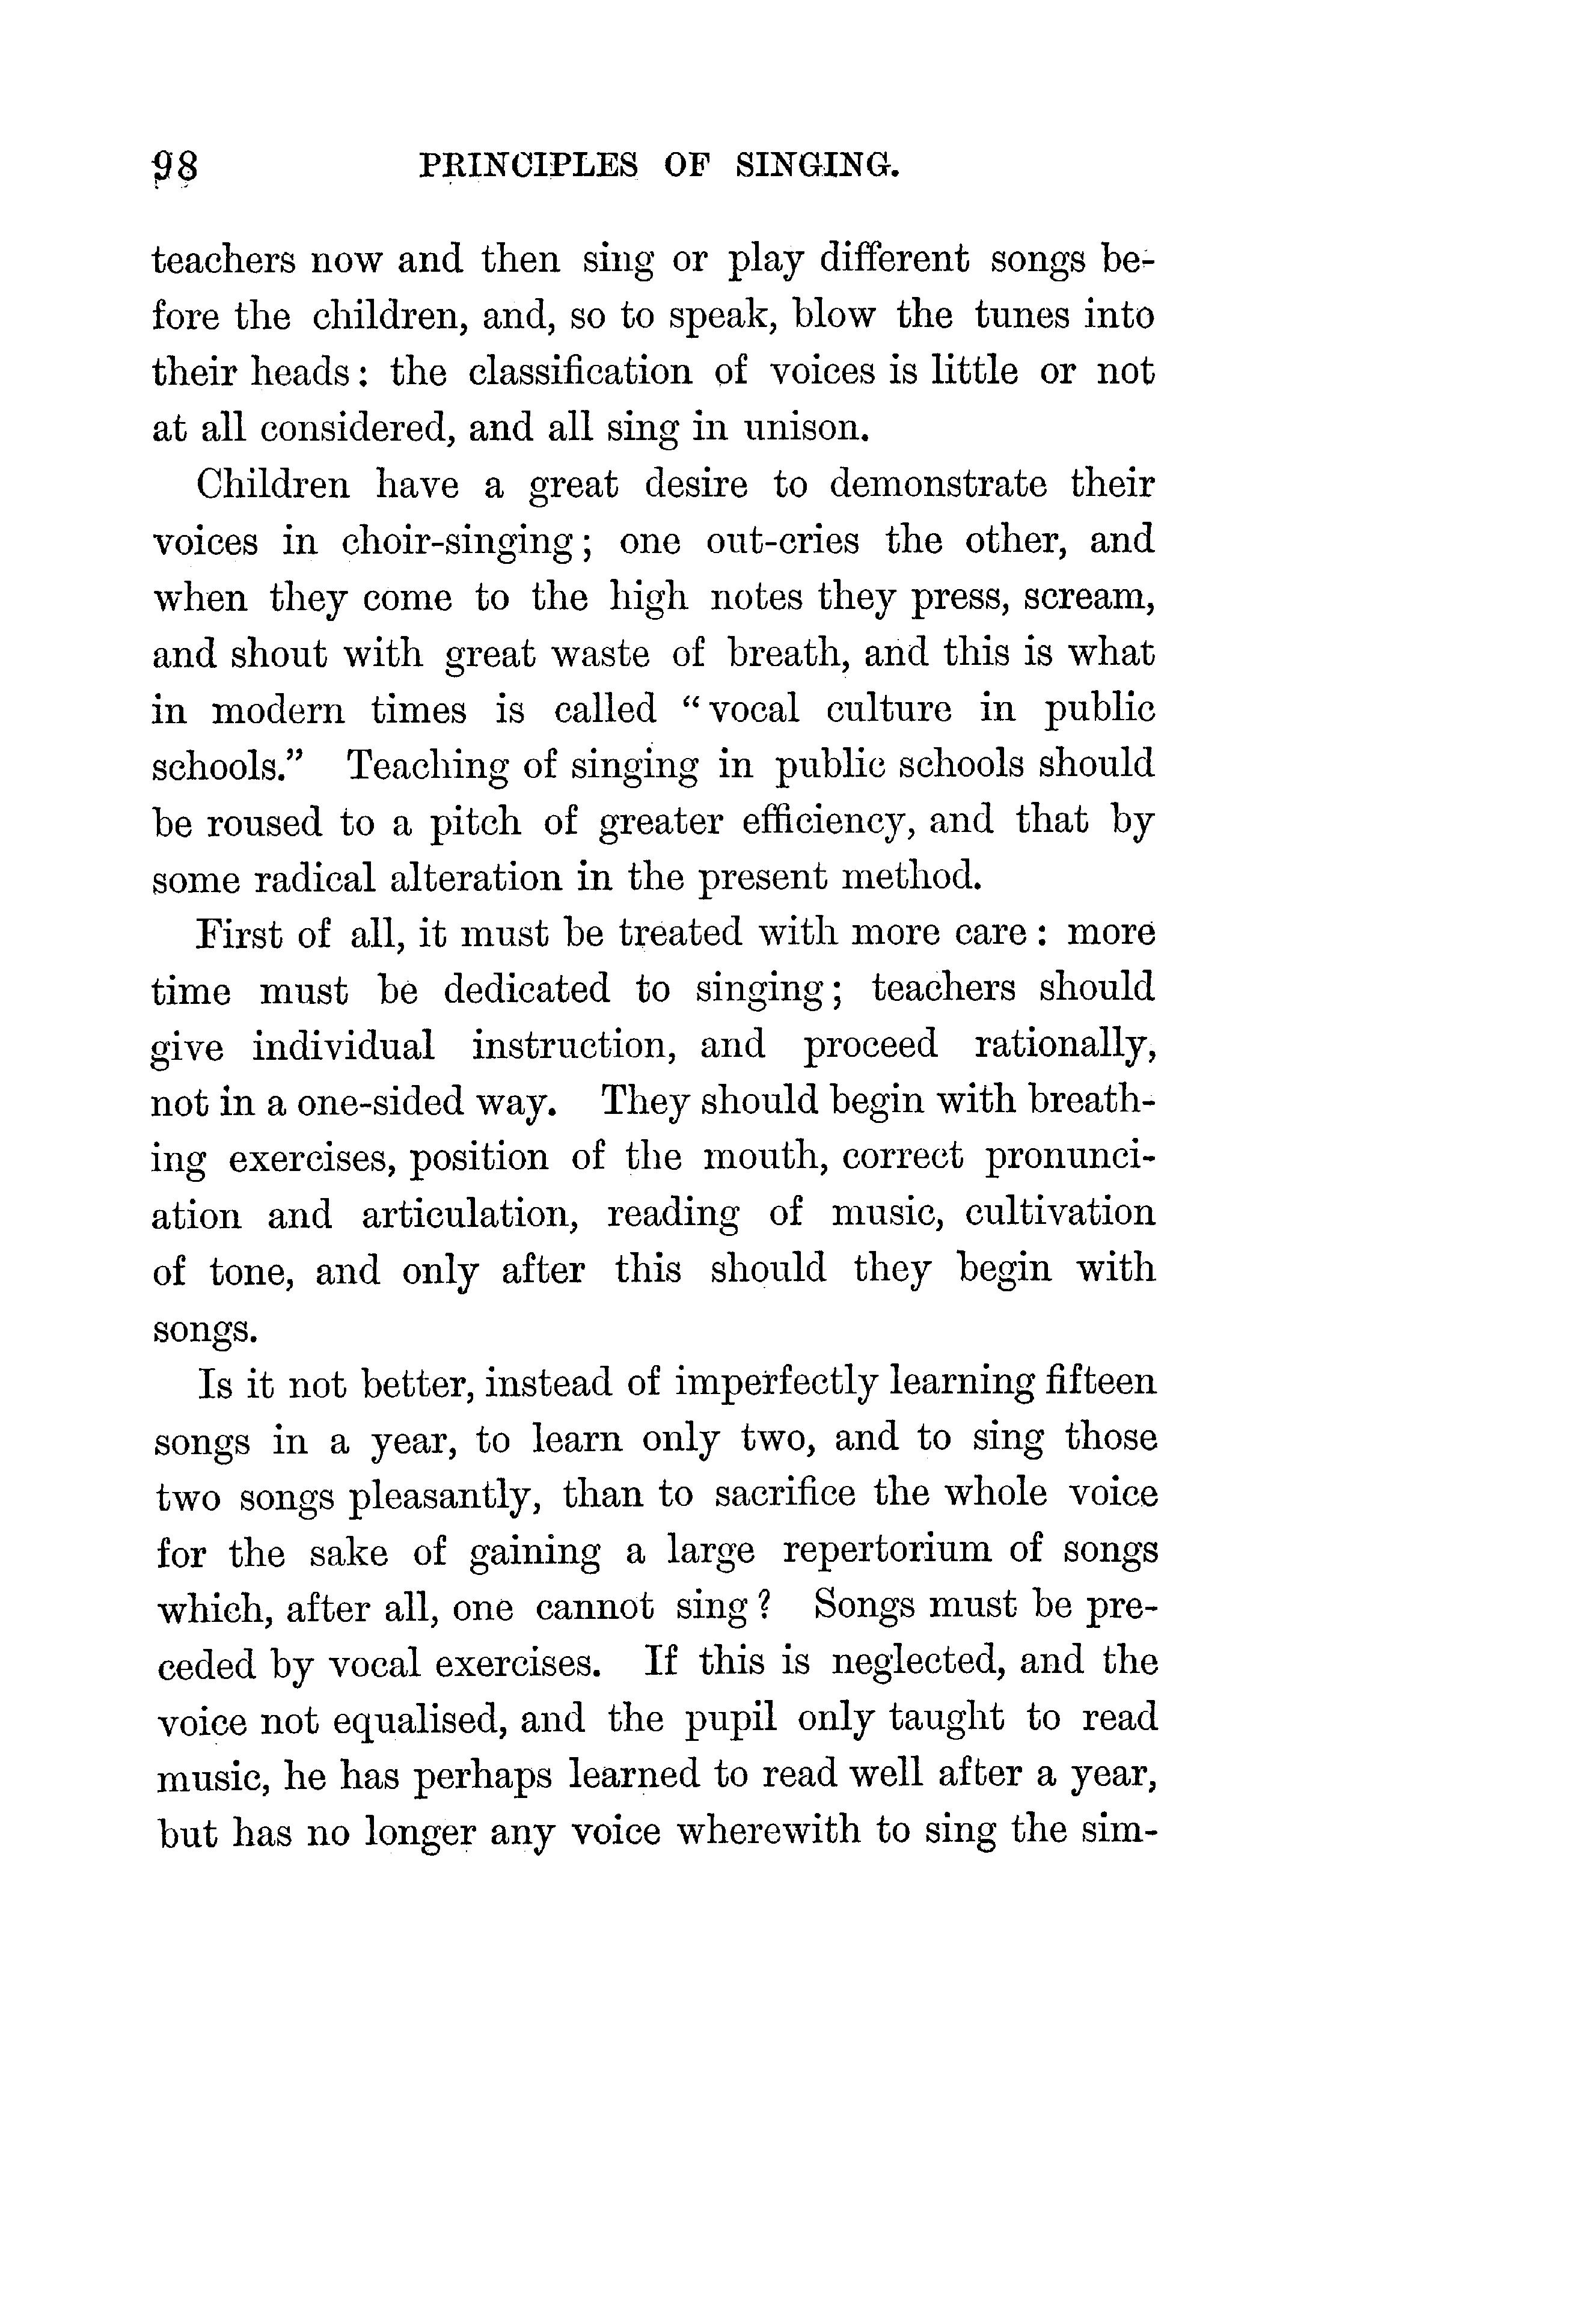 98 PRINCIPLES OF SINGING.
teachers now and then sing or play different songs be-
fore the children, and, so to speak, blow the tunes into
their heads: the classification of voices is little or not
at all considered, and all sing in unison.
Children have a great desire to demonstrate their
voices in choir-singing; one out-cries the other, and
when they come to the high notes they press, scream,
and shout with great waste of breath, and this is what
in modern times is called “vocal culture in public
schools.” Teaching of singing in public schools should
be roused to a pitch of greater efficiency, and that by
some radical alteration in the present method.
First of all, it must be treated with more care: more
time must be dedicated to singing; teachers should
give individual instruction, and proceed rationally,
not in a one-sided way. They should begin with breath-
ing exercises, position of the mouth, correct pronunci-
ation and articulation, reading of music, cultivation
of tone, and only after this should they begin with
songs.
Is it not better, instead of imperfectly learning fifteen
songs in a year, to learn only two, and to sing those
two songs pleasantly, than to sacrifice the whole voice
for the sake of gaining a large repertorium of songs
which, after all, one cannot sing? Songs must be pre-
ceded by vocal exercises. If this is neglected, and the
voice not equalised, and the pupil only taught to read
music, he has perhaps learned to read well after a year,
but has no longer any voice wherewith to sing the sim-